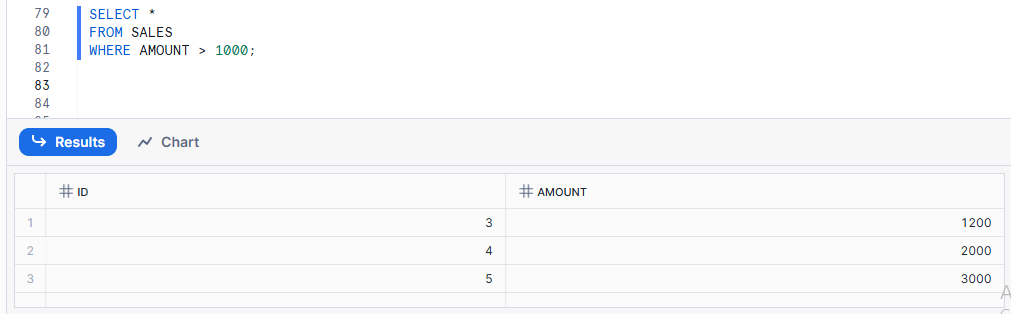 79 SELECT *
80 FROM SALES
81 WHERE AMOUNT > 1000;
82
83
84
Results Chart
ID AMOUNT
1 3 1200
2 4 2000
3 5 3000